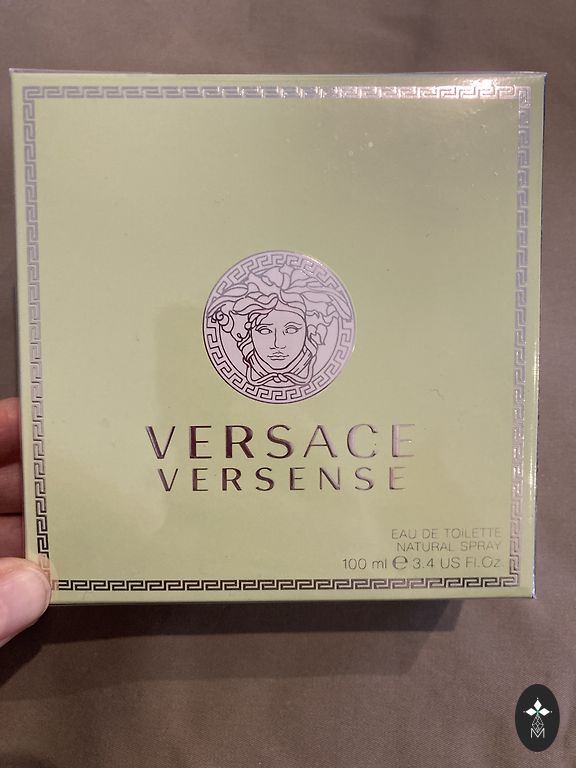 VERSACE
VERSENSE
EAU DE TOILETTE
NATURAL SPRAY
100 ml ℮ 3.4 US Fl.Oz.
M